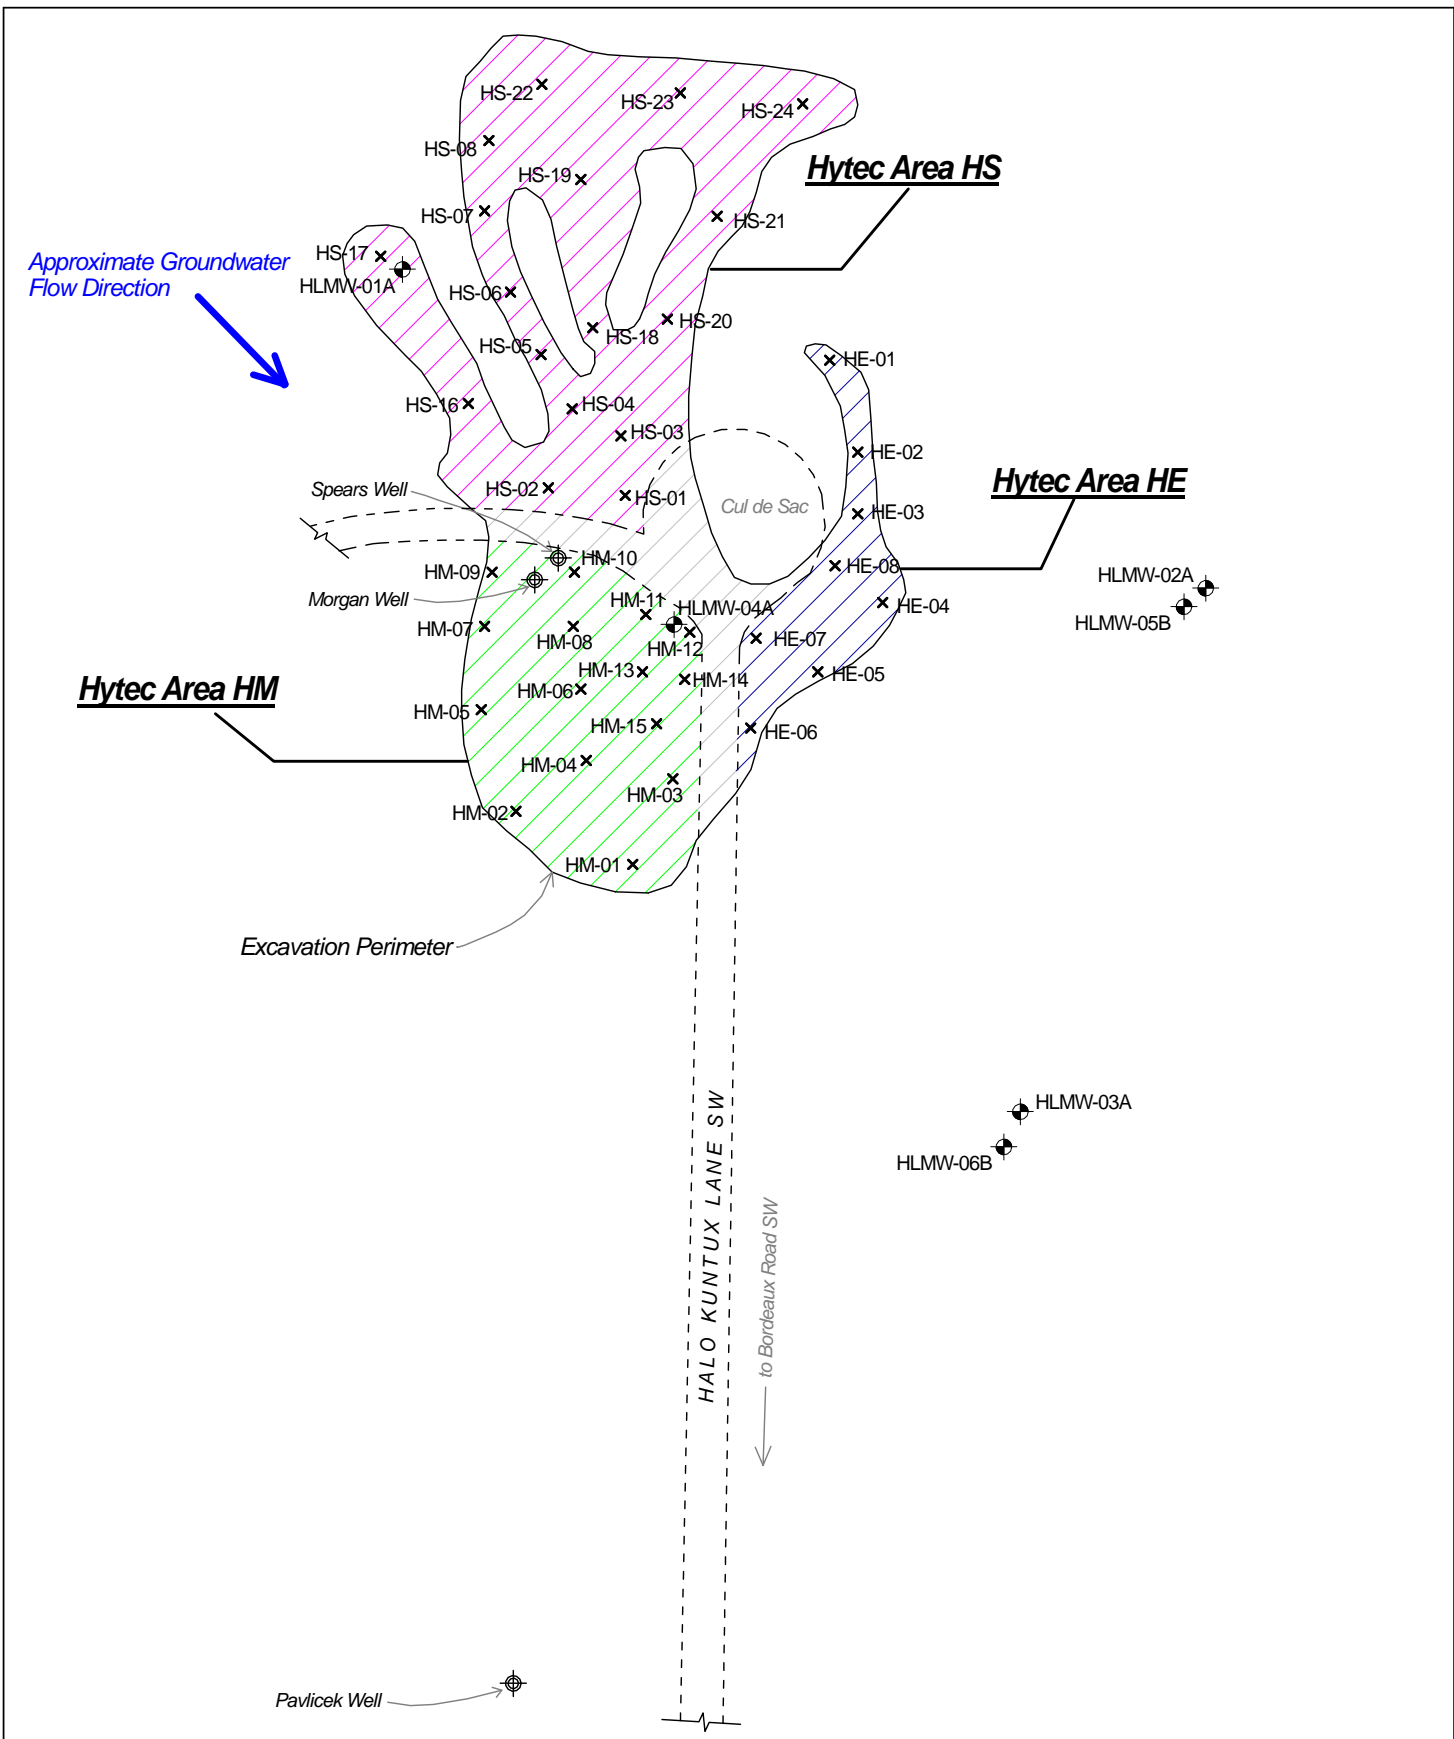 HS-22
HS-23
HS-24
HS-08
Hytec Area HS
HS-19
HS-07
HS-21
HS-17
Approximate Groundwater
Flow Direction
HLMW-01A
HS-06
HS-20
HS-18
HS-05
HE-01
HS-16
HS-04
HS-03
HE-02
Hytec Area HE
Spears Well
HS-02
HS-01
Cul de Sac
HE-03
HM-10
HE-08
HM-09
HLMW-02A
Morgan Well
HM-11
HLMW-04A
HE-04
HLMW-05B
HM-07
HM-08
HM-12
HE-07
HM-13
HM-14
HE-05
Hytec Area HM
HM-06
HM-05
HM-15
HE-06
HM-04
HM-03
HM-02
HM-01
Excavation Perimeter
HLMW-03A
HLMW-06B
HALO KUNTUX LANE SW
to Bordeaux Road SW
Pavlicek Well